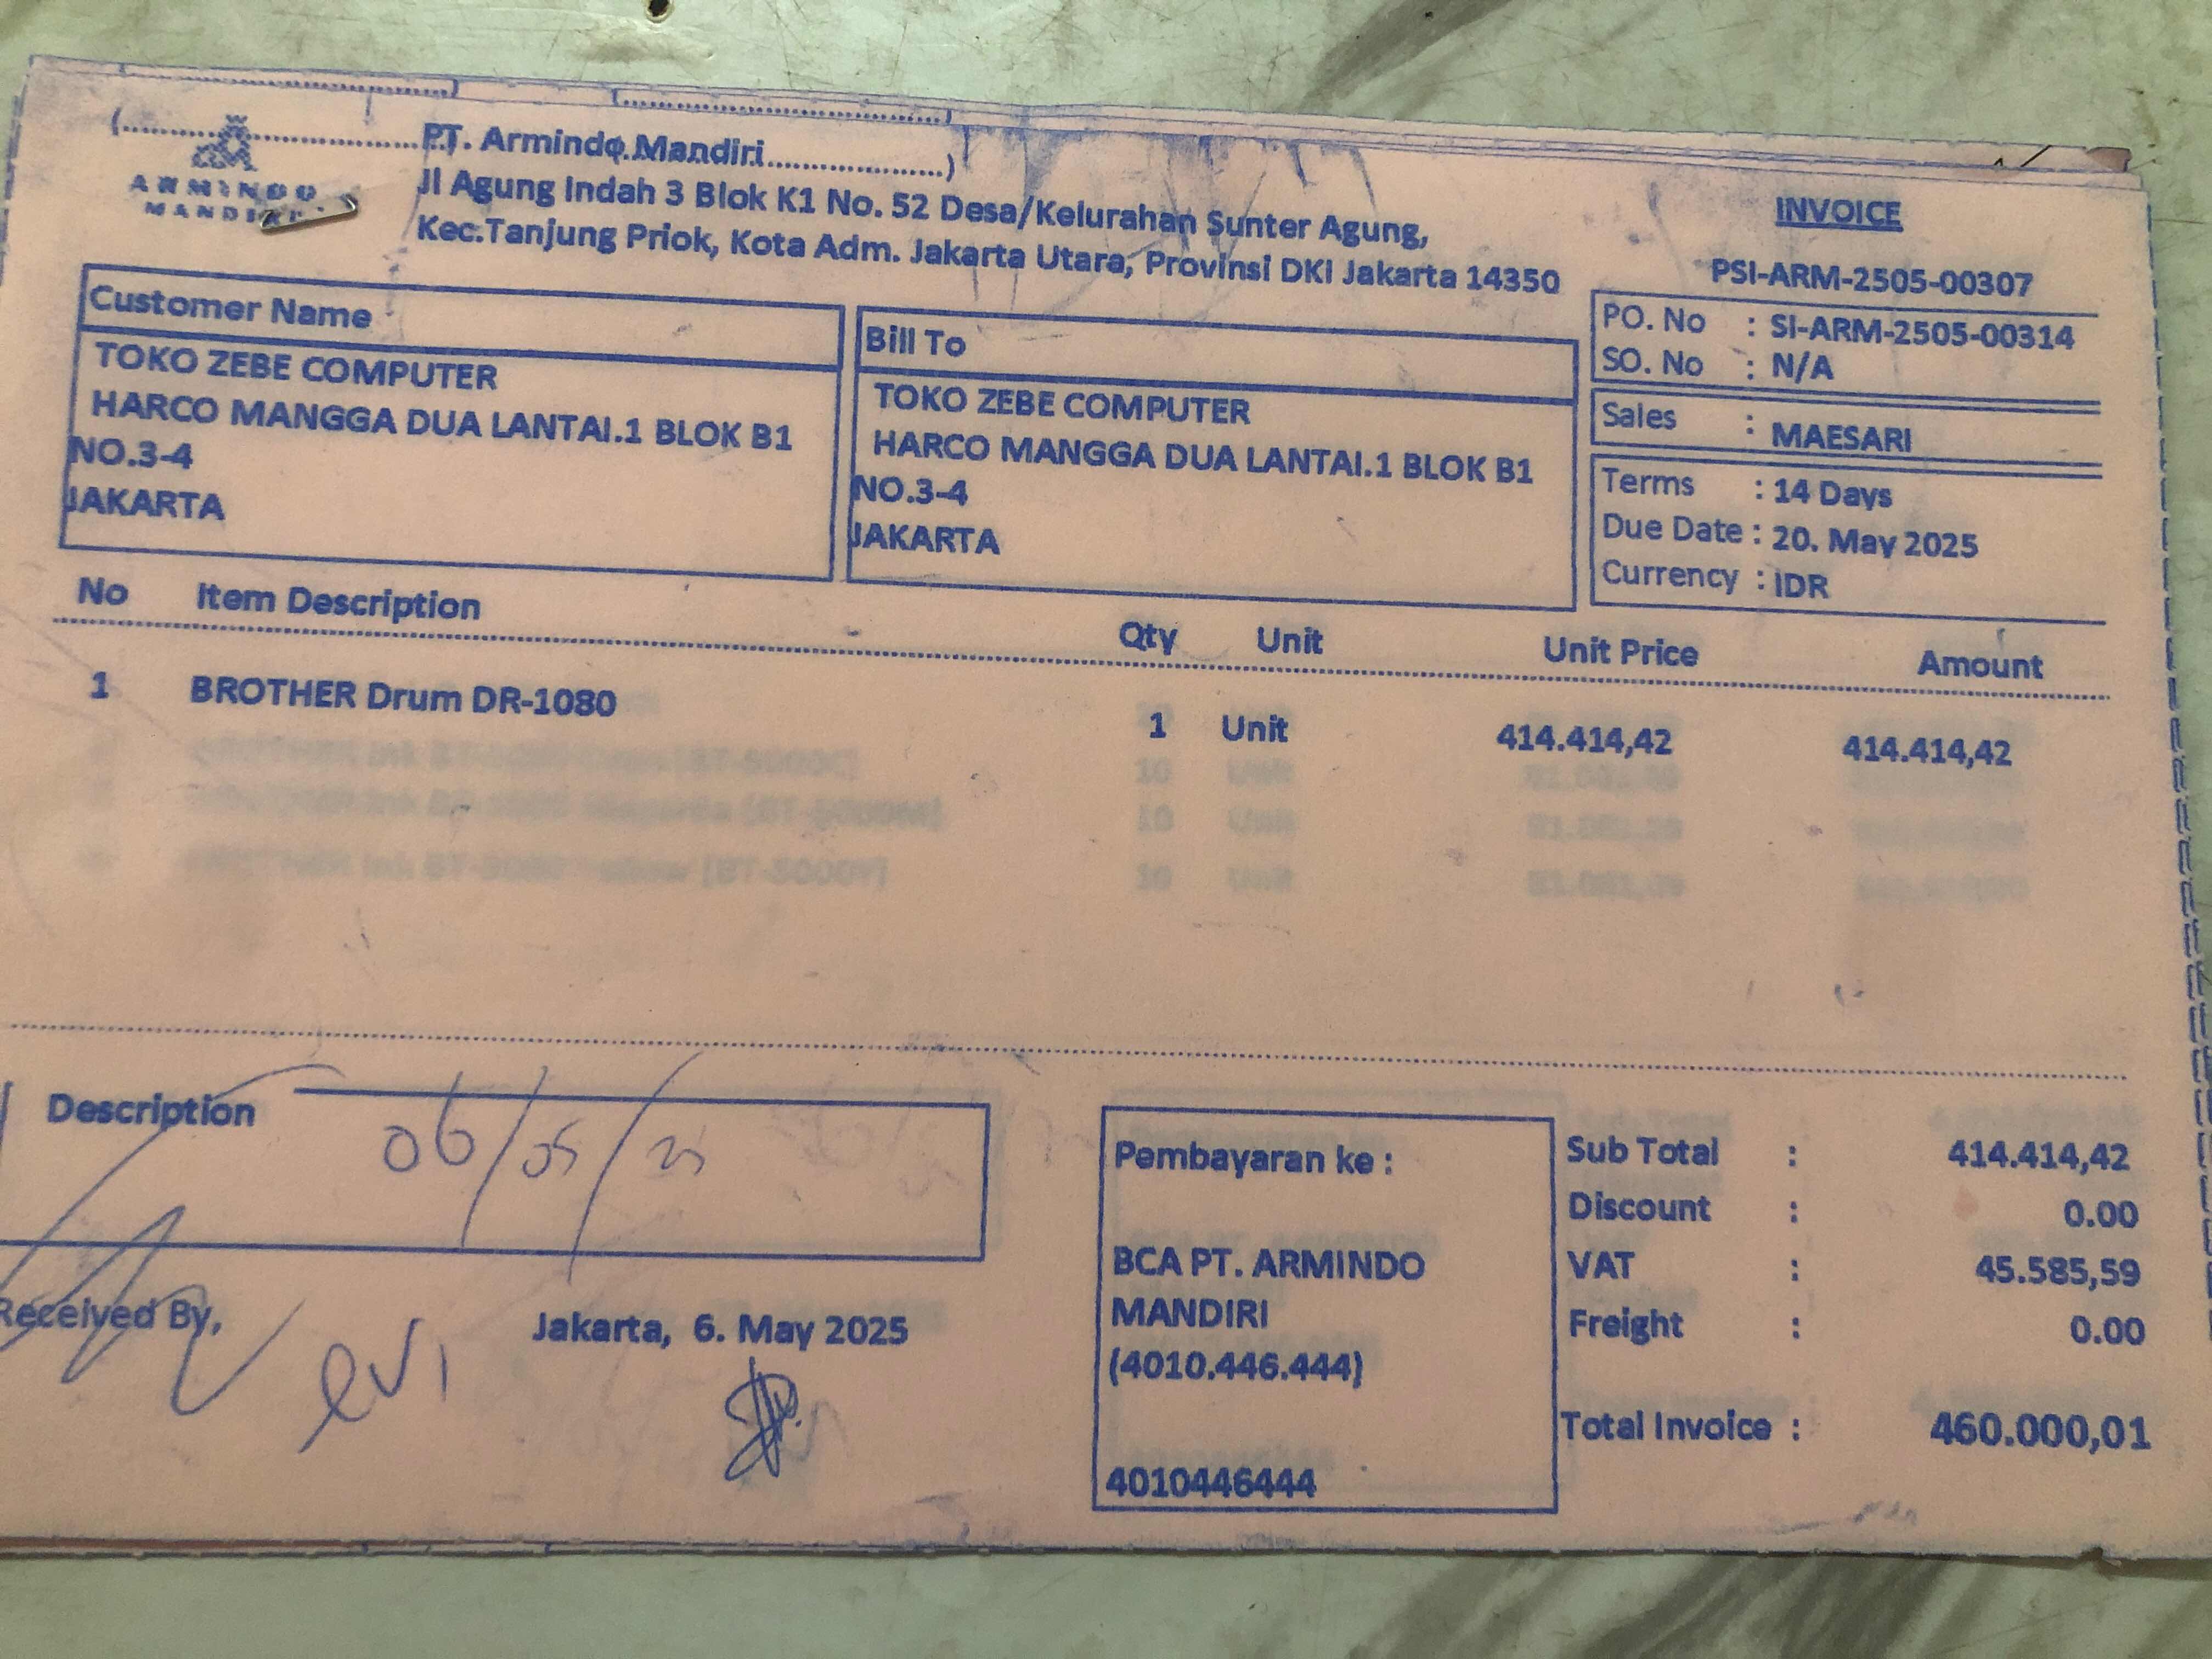 PT. Armindo Mandiri
ARMINDO
MANDIRI
Jl Agung Indah 3 Blok K1 No. 52 Desa/Kelurahan Sunter Agung,
Kec.Tanjung Priok, Kota Adm. Jakarta Utara, Provinsi DKI Jakarta 14350
INVOICE
PSI-ARM-2505-00307
PO. No : SI-ARM-2505-00314
SO. No : N/A
Sales : MAESARI
Terms : 14 Days
Due Date : 20. May 2025
Currency : IDR
Customer Name
TOKO ZEBE COMPUTER
HARCO MANGGA DUA LANTAI.1 BLOK B1
NO.3-4
JAKARTA
Bill To
TOKO ZEBE COMPUTER
HARCO MANGGA DUA LANTAI.1 BLOK B1
NO.3-4
JAKARTA
No Item Description Qty Unit Unit Price Amount
1 BROTHER Drum DR-1080 1 Unit 414.414,42 414.414,42
Description
06/05/25
Received By,
evi
Jakarta, 6. May 2025
Pembayaran ke :
BCA PT. ARMINDO
MANDIRI
(4010.446.444)
4010446444
Sub Total : 414.414,42
Discount : 0.00
VAT : 45.585,59
Freight : 0.00
Total Invoice : 460.000,01